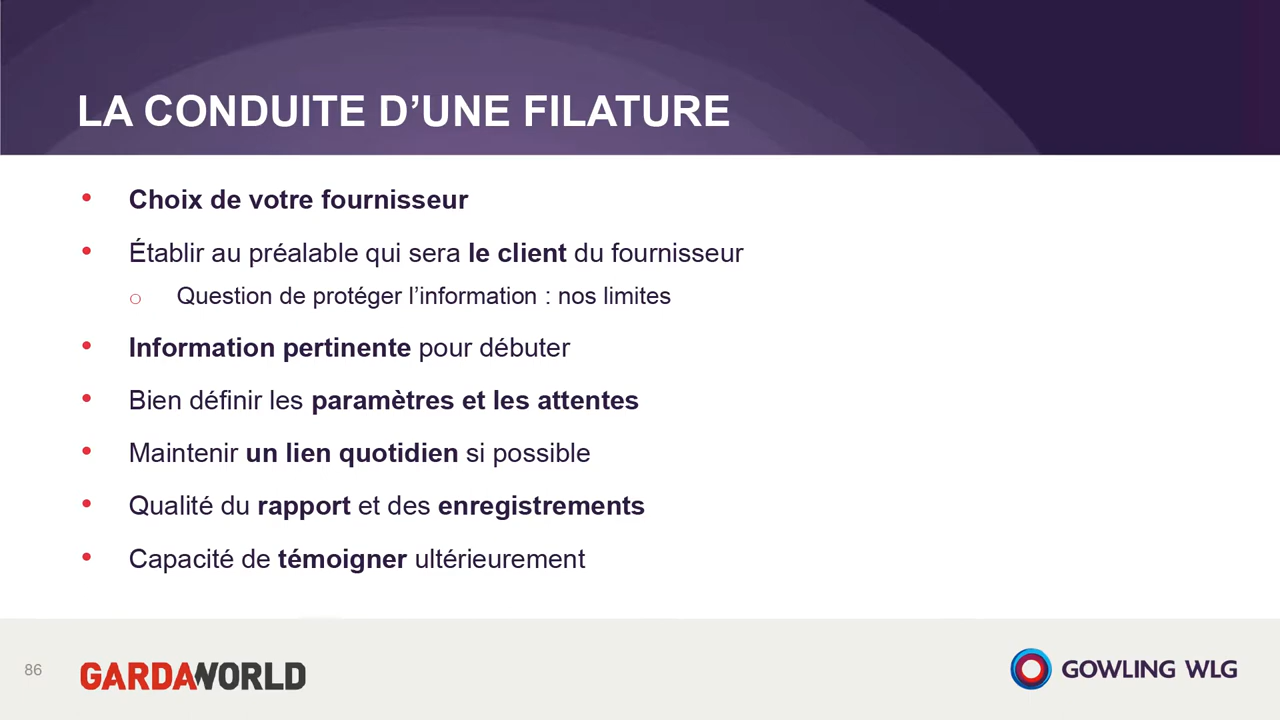 LA CONDUITE D’UNE FILATURE
• Choix de votre fournisseur
• Établir au préalable qui sera le client du fournisseur
o Question de protéger l’information : nos limites
• Information pertinente pour débuter
• Bien définir les paramètres et les attentes
• Maintenir un lien quotidien si possible
• Qualité du rapport et des enregistrements
• Capacité de témoigner ultérieurement
86
GARDAWORLD
GOWLING WLG